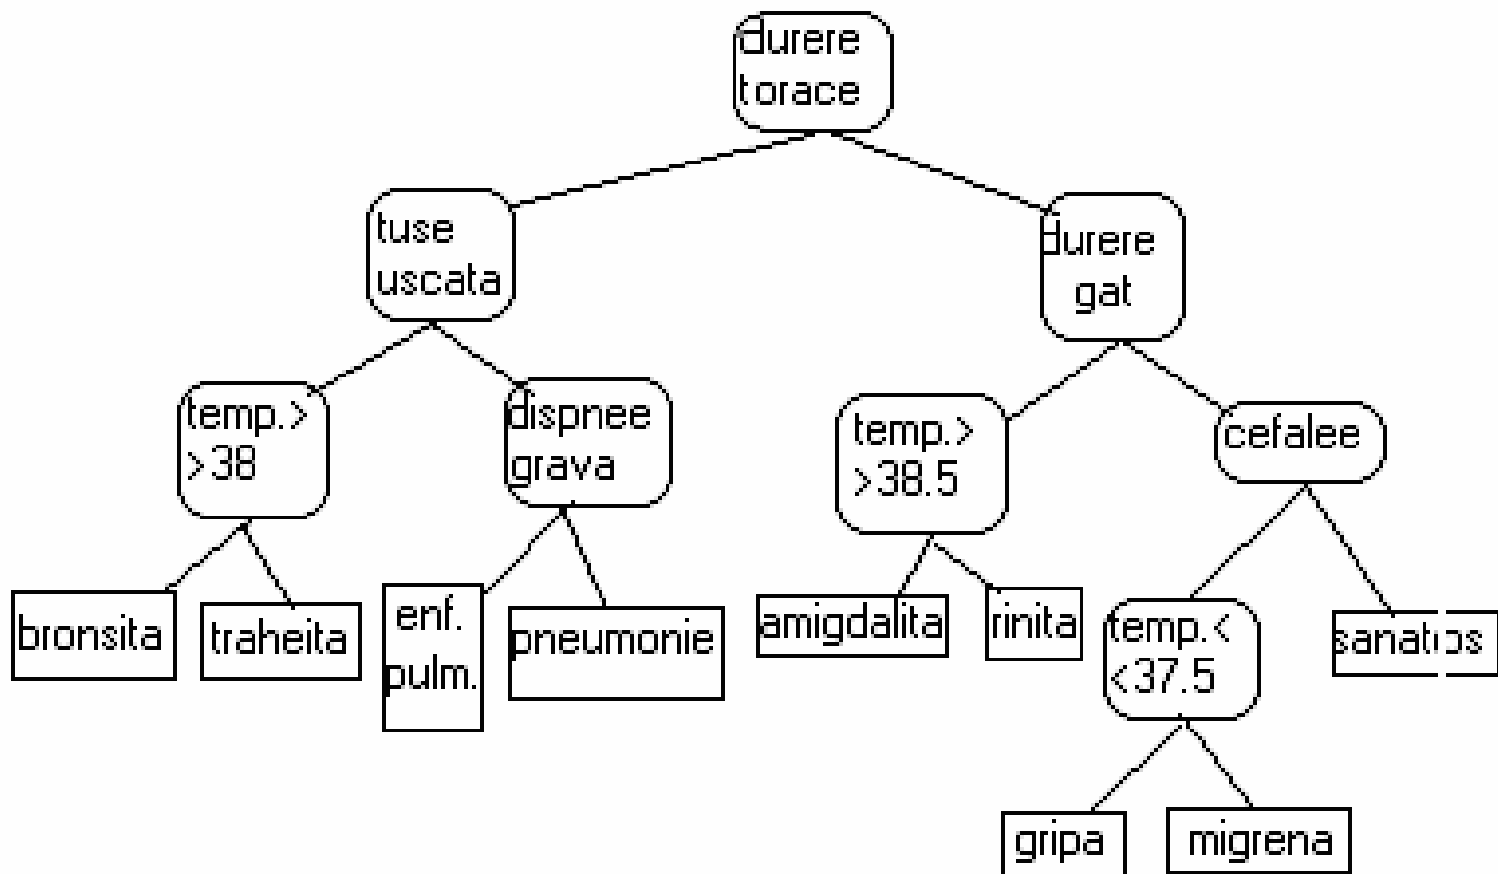 durere
torace
tuse
uscata
durere
gat
temp.>
>38
dispnee
grava
temp.>
>38.5
cefalee
bronsita
traheita
enf.
pulm.
pneumonie
amigdalita
rinita
temp.<
<37.5
sanatos
gripa
migrena